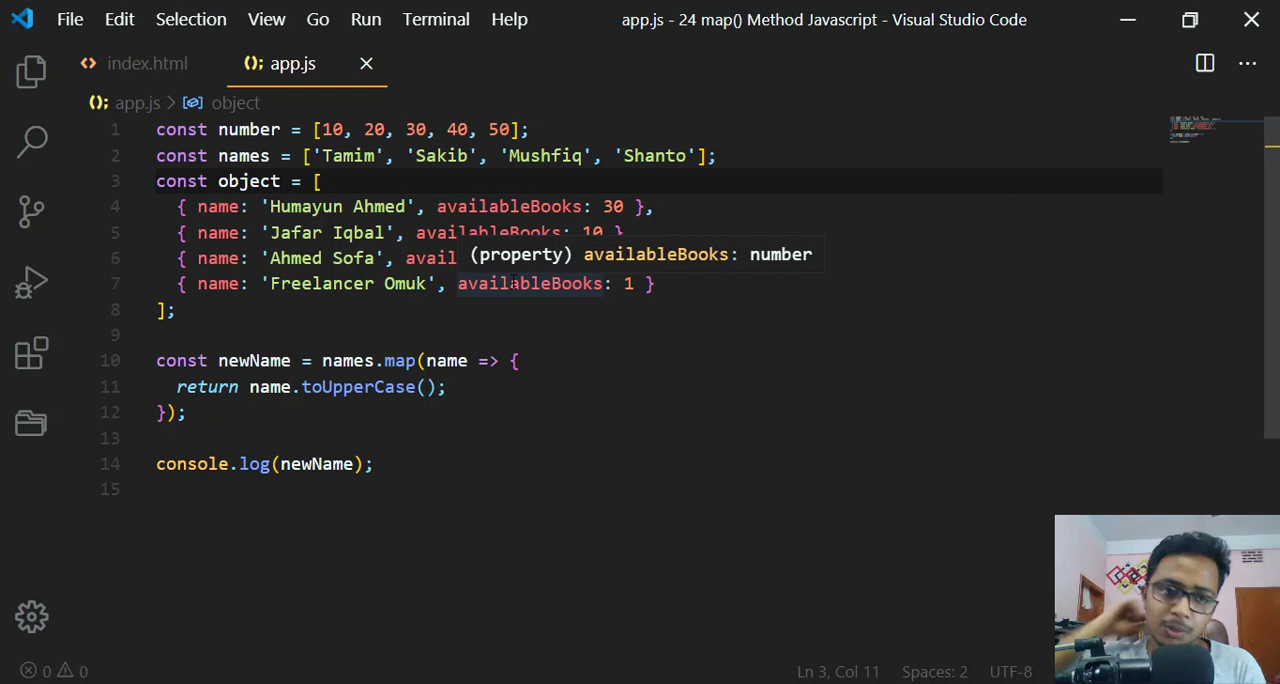 File Edit Selection View Go Run Terminal Help app.js - 24 map() Method Javascript - Visual Studio Code
index.html app.js
app.js > object
1 const number = [10, 20, 30, 40, 50];
2 const names = ['Tamim', 'Sakib', 'Mushfiq', 'Shanto'];
3 const object = [
4 { name: 'Humayun Ahmed', availableBooks: 30 },
5 { name: 'Jafar Iqbal', availableBooks: 10 },
(property) availableBooks: number
6 { name: 'Ahmed Sofa', avail
7 { name: 'Freelancer Omuk', availableBooks: 1 }
8 ];
9
10 const newName = names.map(name => {
11 return name.toUpperCase();
12 });
13
14 console.log(newName);
15
0 0 Ln 3, Col 11 Spaces: 2 UTF-8